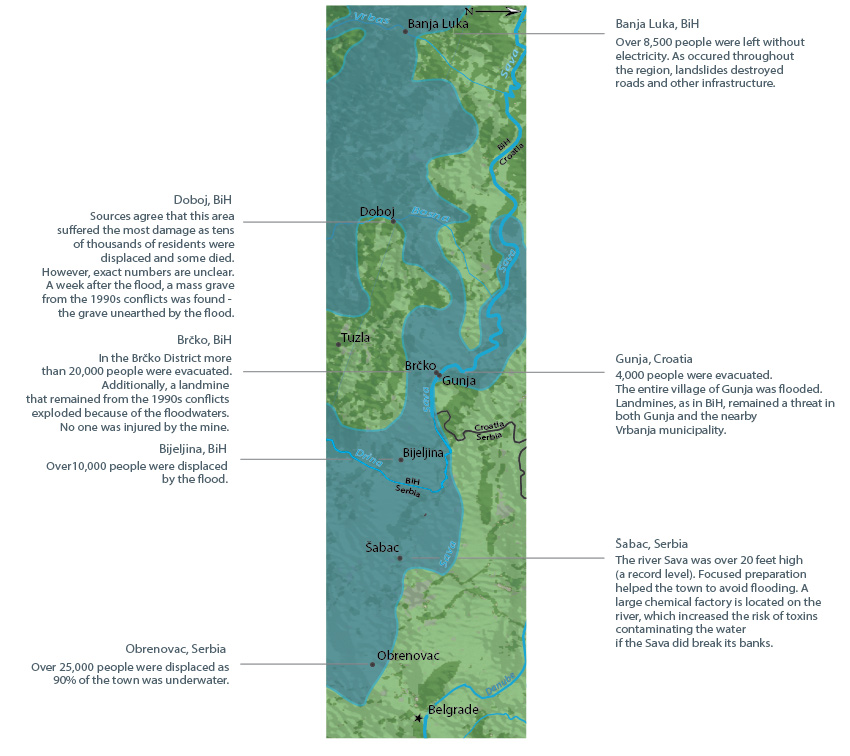 Banja Luka, BiH
Over 8,500 people were left without
electricity. As occured throughout
the region, landslides destroyed
roads and other infrastructure.
Doboj, BiH
Sources agree that this area
suffered the most damage as tens
of thousands of residents were
displaced and some died.
However, exact numbers are unclear.
A week after the flood, a mass grave
from the 1990s conflicts was found -
the grave unearthed by the flood.
Brčko, BiH
In the Brčko District more
than 20,000 people were evacuated.
Additionally, a landmine
that remained from the 1990s conflicts
exploded because of the floodwaters.
No one was injured by the mine.
Bijeljina, BiH
Over10,000 people were displaced
by the flood.
Obrenovac, Serbia
Over 25,000 people were displaced as
90% of the town was underwater.
Gunja, Croatia
4,000 people were evacuated.
The entire village of Gunja was flooded.
Landmines, as in BiH, remained a threat in
both Gunja and the nearby
Vrbanja municipality.
Šabac, Serbia
The river Sava was over 20 feet high
(a record level). Focused preparation
helped the town to avoid flooding. A
large chemical factory is located on the
river, which increased the risk of toxins
contaminating the water
if the Sava did break its banks.
N
Vrbas
Banja Luka
Sava
BiH
Croatia
Doboj
Bosna
Sava
Tuzla
Brčko
Gunja
Sava
Croatia
Serbia
Bijeljina
Drina
BiH
Serbia
Šabac
Sava
Obrenovac
Danube
Belgrade